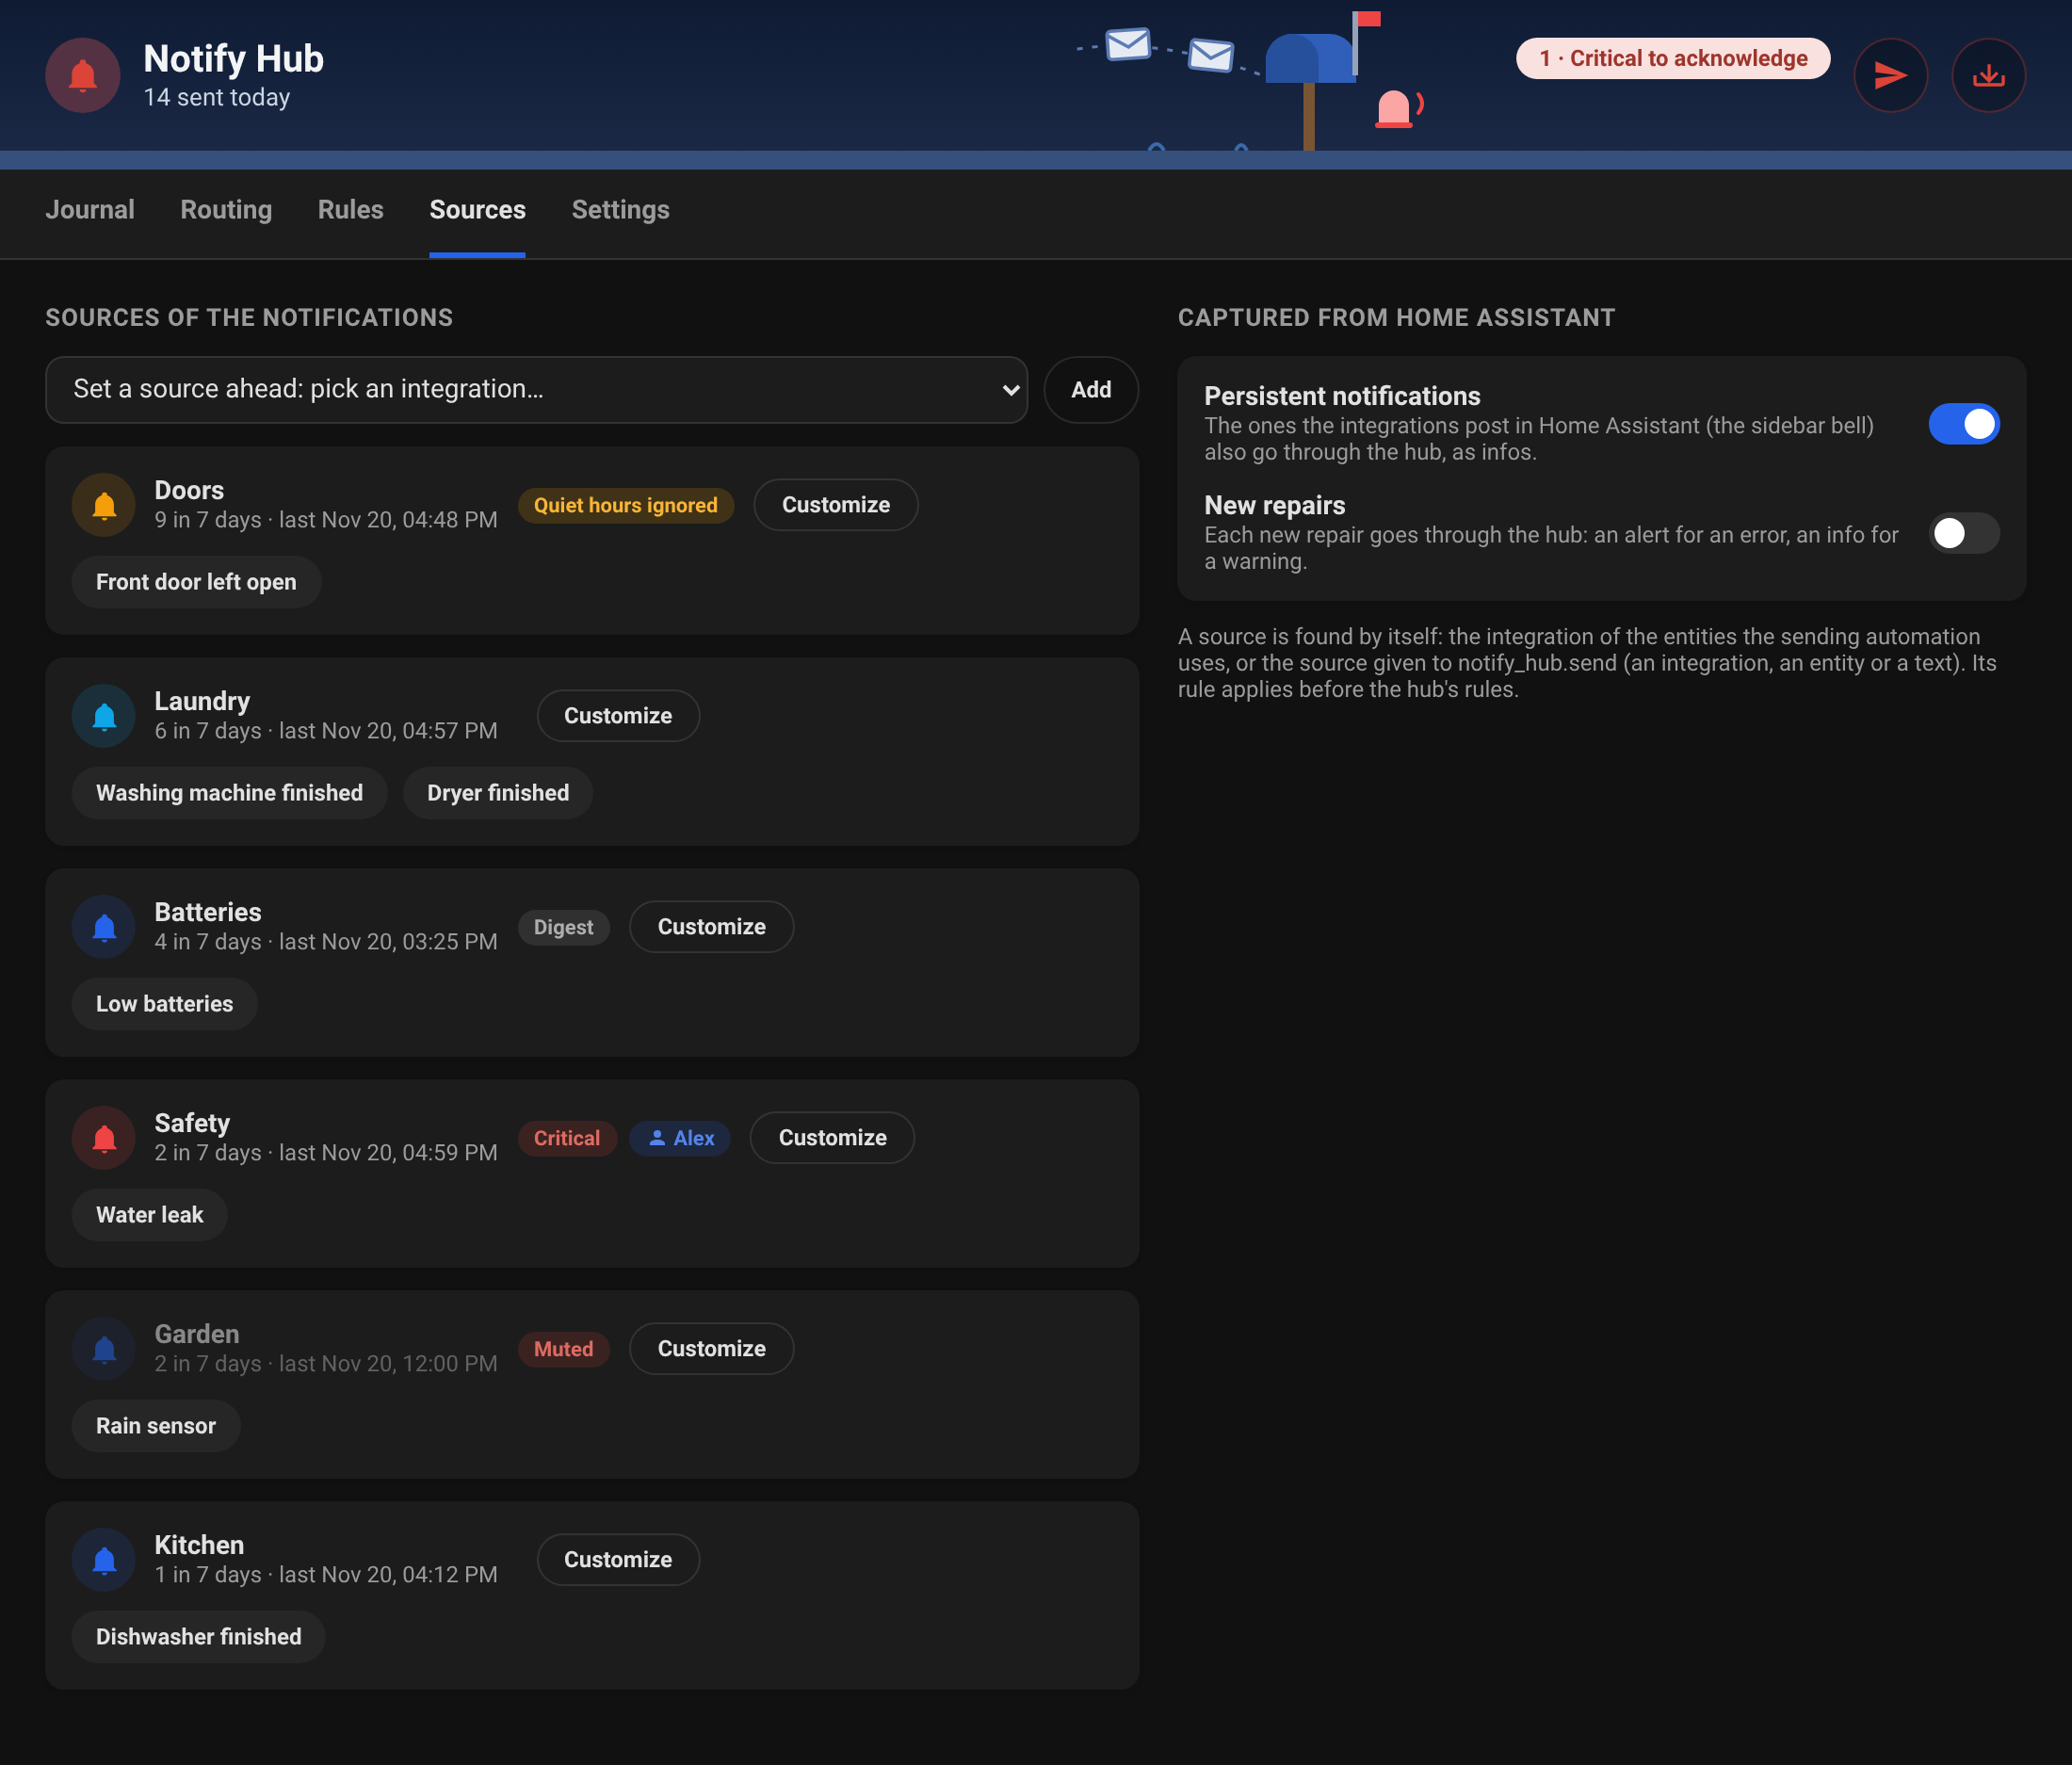 Notify Hub
14 sent today
1 · Critical to acknowledge
Journal
Routing
Rules
Sources
Settings
SOURCES OF THE NOTIFICATIONS
Set a source ahead: pick an integration...
Add
Doors
9 in 7 days · last Nov 20, 04:48 PM
Quiet hours ignored
Customize
Front door left open
Laundry
6 in 7 days · last Nov 20, 04:57 PM
Customize
Washing machine finished
Dryer finished
Batteries
4 in 7 days · last Nov 20, 03:25 PM
Digest
Customize
Low batteries
Safety
2 in 7 days · last Nov 20, 04:59 PM
Critical
Alex
Customize
Water leak
Garden
2 in 7 days · last Nov 20, 12:00 PM
Muted
Customize
Rain sensor
Kitchen
1 in 7 days · last Nov 20, 04:12 PM
Customize
Dishwasher finished
CAPTURED FROM HOME ASSISTANT
Persistent notifications
The ones the integrations post in Home Assistant (the sidebar bell)
also go through the hub, as infos.
New repairs
Each new repair goes through the hub: an alert for an error, an info for
a warning.
A source is found by itself: the integration of the entities the sending automation
uses, or the source given to notify_hub.send (an integration, an entity or a text). Its
rule applies before the hub's rules.